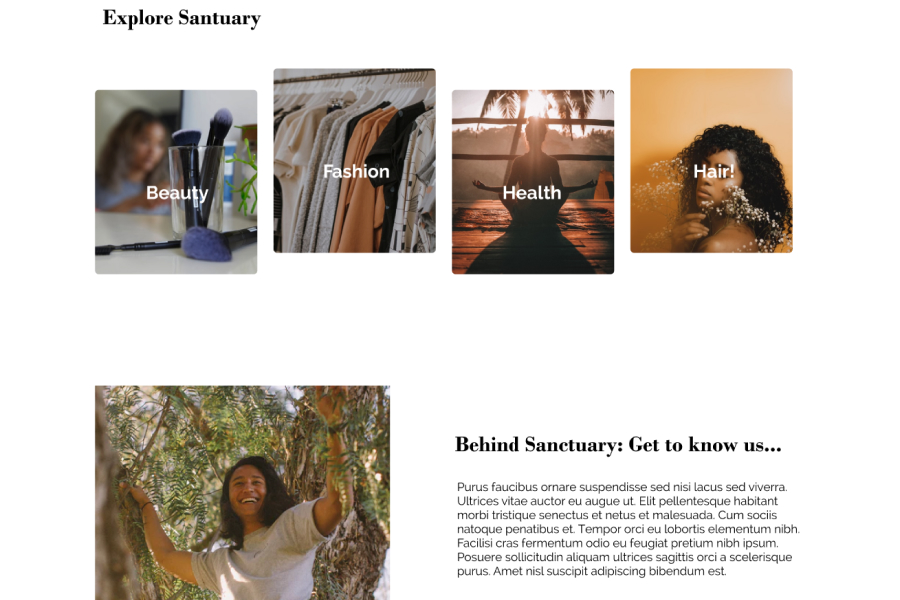 Explore Santuary
Beauty
Fashion
Health
Hair!
Behind Sanctuary: Get to know us...
Purus faucibus ornare suspendisse sed nisi lacus sed viverra.
Ultrices vitae auctor eu augue ut. Elit pellentesque habitant
morbi tristique senectus et netus et malesuada. Cum sociis
natoque penatibus et. Tempor orci eu lobortis elementum nibh.
Facilisi cras fermentum odio eu feugiat pretium nibh ipsum.
Posuere sollicitudin aliquam ultrices sagittis orci a scelerisque
purus. Amet nisl suscipit adipiscing bibendum est.